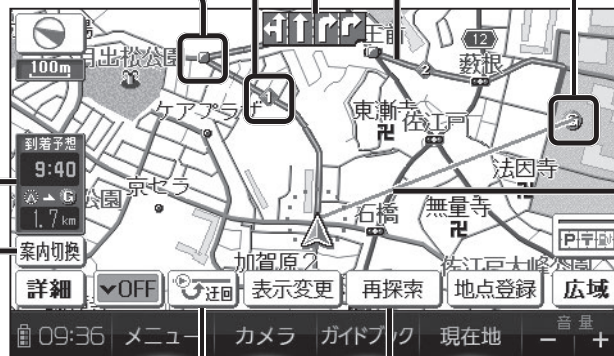 日出松公園
王前
12
薮根
100m
2
ケアプラザ
1
東漸寺
佐江戸
到着予想
9:40
G
1.7km
公園
京セラ
石橋
無量寺
法因寺
G
案内切換
加賀原2
佐江戸大峰公園
P〒
詳細
OFF
迂回
表示変更
再探索
地点登録
広域
09:36
メニュー
カメラ
ガイドブック
現在地
音量
− +